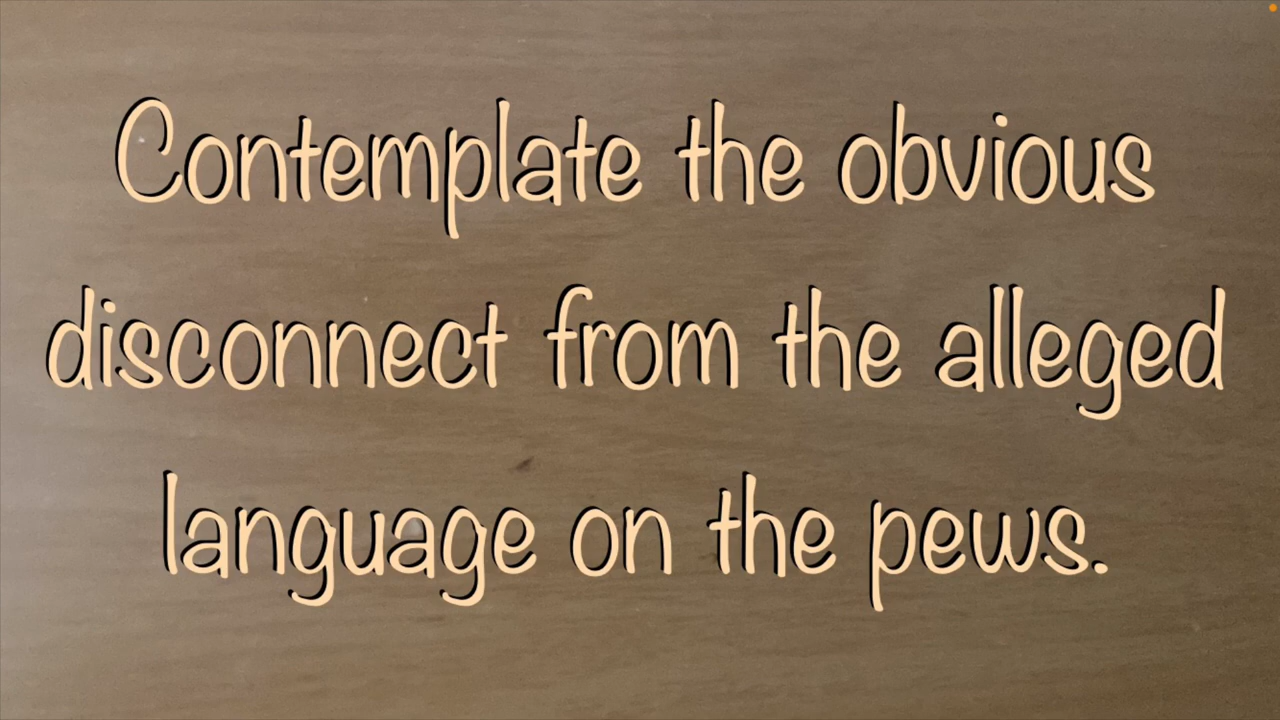 Contemplate the obvious
disconnect from the alleged
language on the pews.